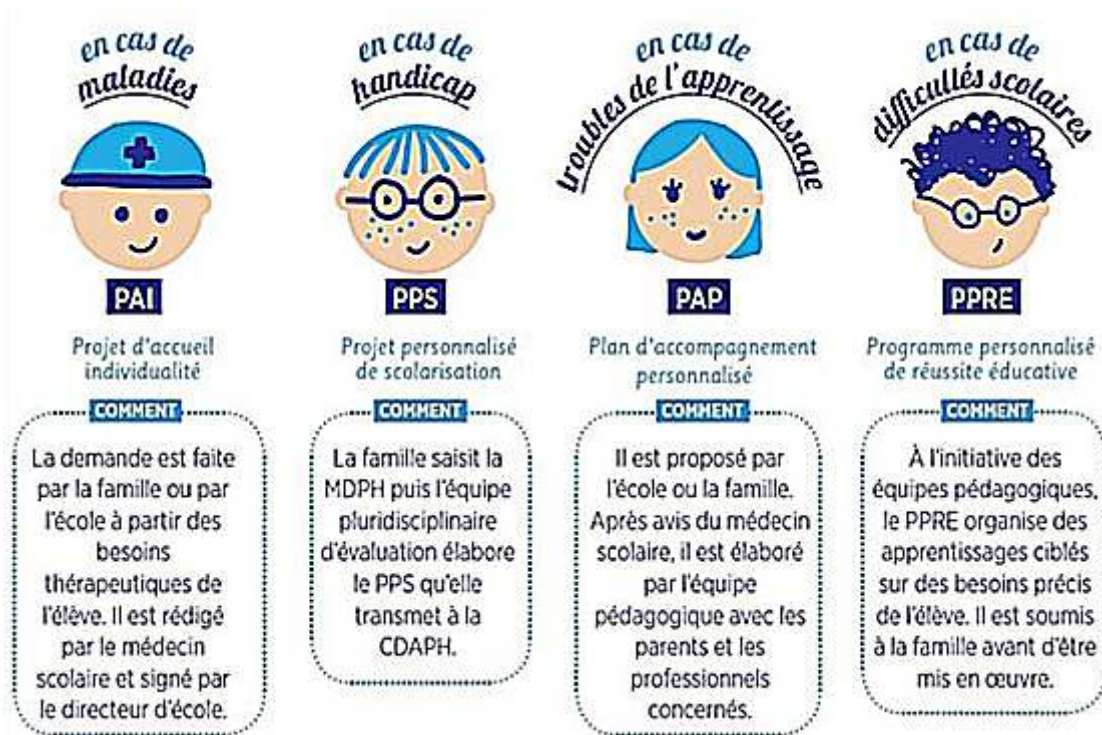 en cas de
maladies
PAI
Projet d'accueil
individualité
COMMENT
La demande est faite
par la famille ou par
l'école à partir des
besoins
thérapeutiques de
l'élève. Il est rédigé
par le médecin
scolaire et signé par
le directeur d'école.
en cas de
handicap
PPS
Projet personnalisé
de scolarisation
COMMENT
La famille saisit la
MDPH puis l'équipe
pluridisciplinaire
d'évaluation élabore
le PPS qu'elle
transmet à la
CDAPH.
en cas de
troubles de l'apprentissage
PAP
Plan d'accompagnement
personnalisé
COMMENT
Il est proposé par
l'école ou la famille.
Après avis du médecin
scolaire, il est élaboré
par l'équipe
pédagogique avec les
parents et les
professionnels
concernés.
en cas de
difficultés scolaires
PPRE
Programme personnalisé
de réussite éducative
COMMENT
À l'initiative des
équipes pédagogiques,
le PPRE organise des
apprentissages ciblés
sur des besoins précis
de l'élève. Il est soumis
à la famille avant d'être
mis en œuvre.